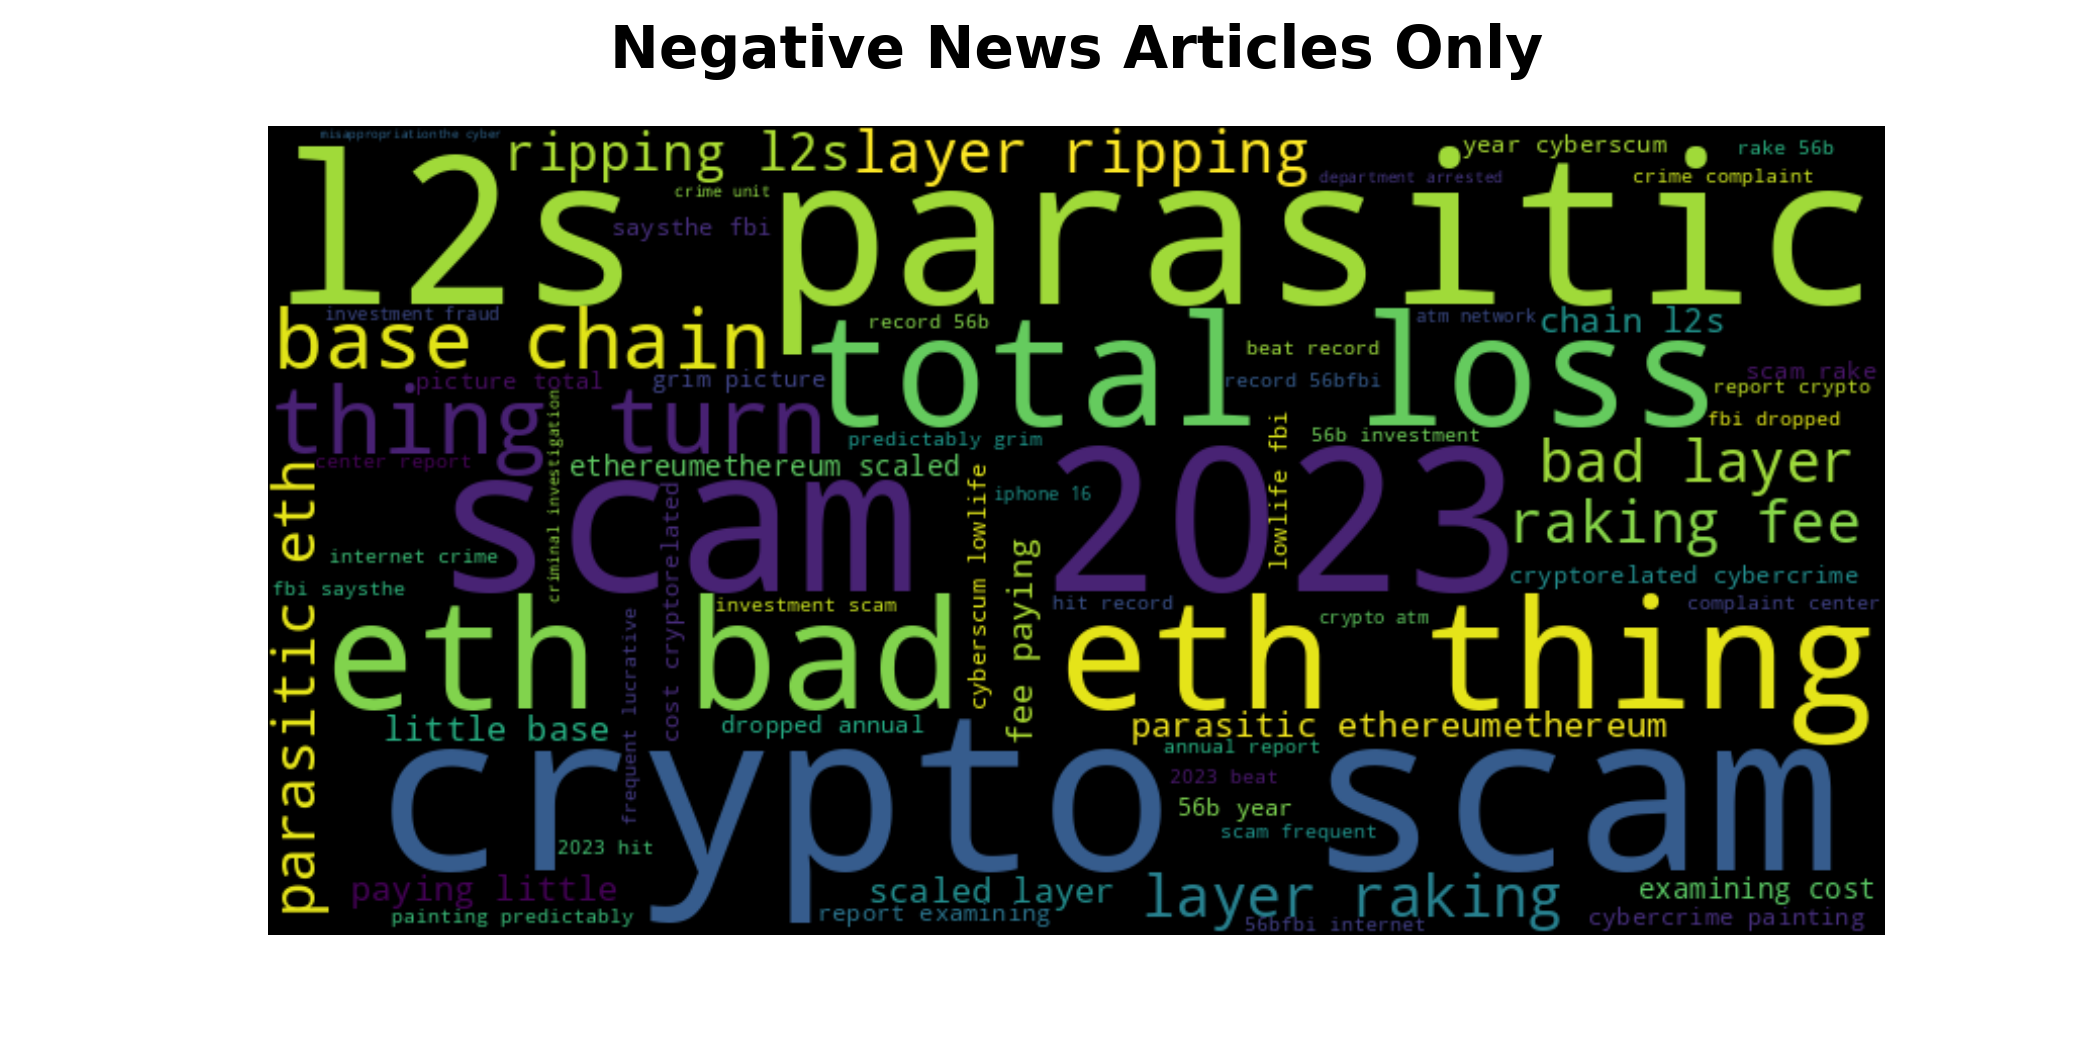 Negative News Articles Only
misappropriationthe cyber
ripping l2s
layer ripping
year cyberscum
rake 56b
l2s parasitic
crime unit
department arrested
crime complaint
saysthe fbi
investment fraud
base chain
record 56b
total loss
atm network
chain l2s
beat record
picture total
grim picture
record 56bfbi
scam rake
report crypto
thing turn
fbi dropped
predictably grim
56b investment
center report
criminal investigation
ethereumethereum scaled
lowlife fbi
bad layer
scam 2023
iphone 16
raking fee
parasitic eth
internet crime
cost cryptorelated
cyberscum lowlife
fee paying
cryptorelated cybercrime
fbi saysthe
investment scam
hit record
complaint center
crypto atm
eth bad
eth thing
frequent lucrative
little base
dropped annual
parasitic ethereumethereum
annual report
2023 beat
crypto scam
56b year
scam frequent
2023 hit
paying little
scaled layer
layer raking
examining cost
painting predictably
report examining
56bfbi internet
cybercrime painting